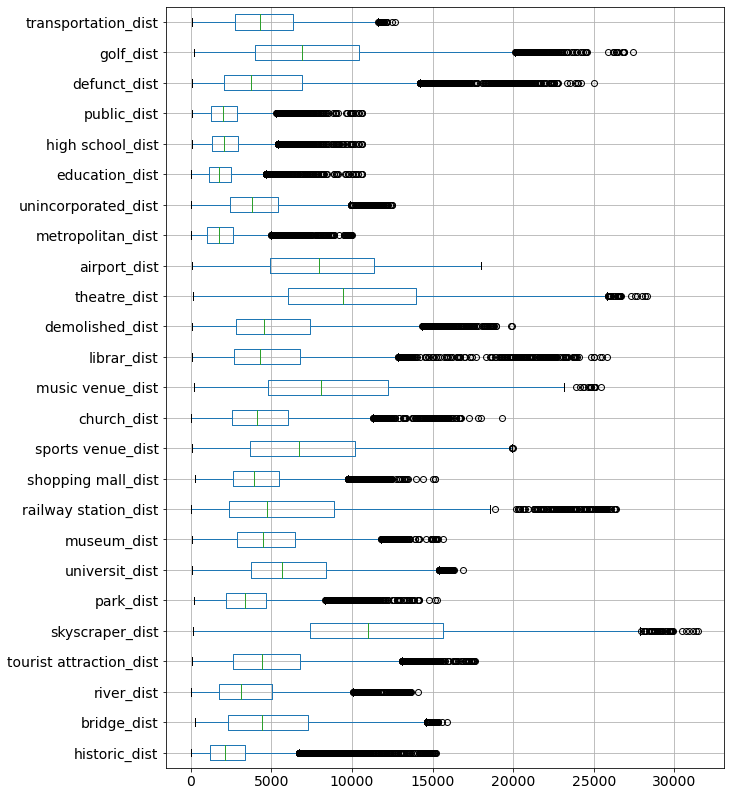 transportation_dist
golf_dist
defunct_dist
public_dist
high school_dist
education_dist
unincorporated_dist
metropolitan_dist
airport_dist
theatre_dist
demolished_dist
librar_dist
music venue_dist
church_dist
sports venue_dist
shopping mall_dist
railway station_dist
museum_dist
universit_dist
park_dist
skyscraper_dist
tourist attraction_dist
river_dist
bridge_dist
historic_dist
0 5000 10000 15000 20000 25000 30000